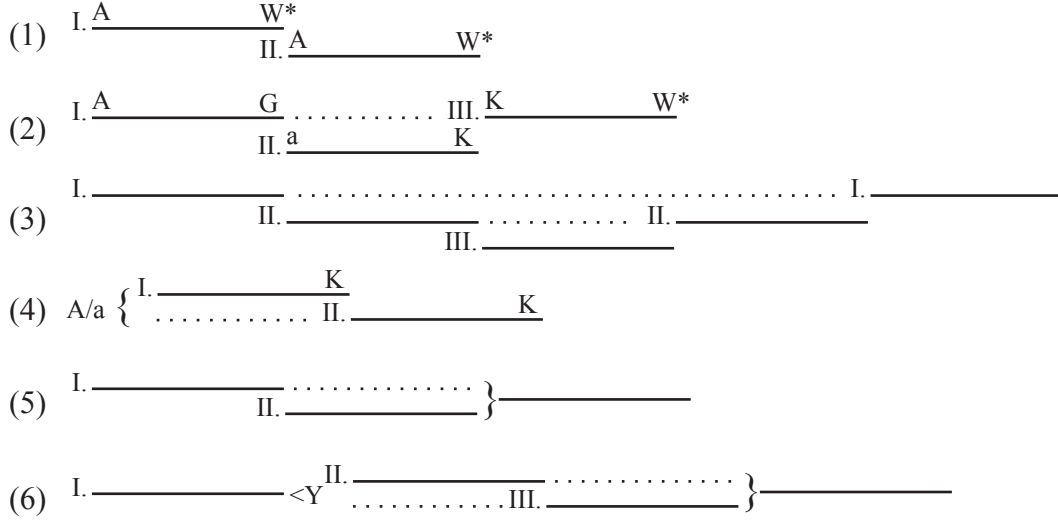 (1) I. A W*
II. A W*
(2) I. A G . . . . . . . . . . III. K W*
II. a K
(3) I. . . . . . . . . . . . . . . . . . . . . . . . . . . . . . . I.
II. . . . . . . . . . . II.
III.
(4) A/a { I. K
. . . . . . . . . . . II. K
(5) I. . . . . . . . . . . . . . }
II.
(6) I. <Y II. . . . . . . . . . . . . }
. . . . . . . . . . . III.